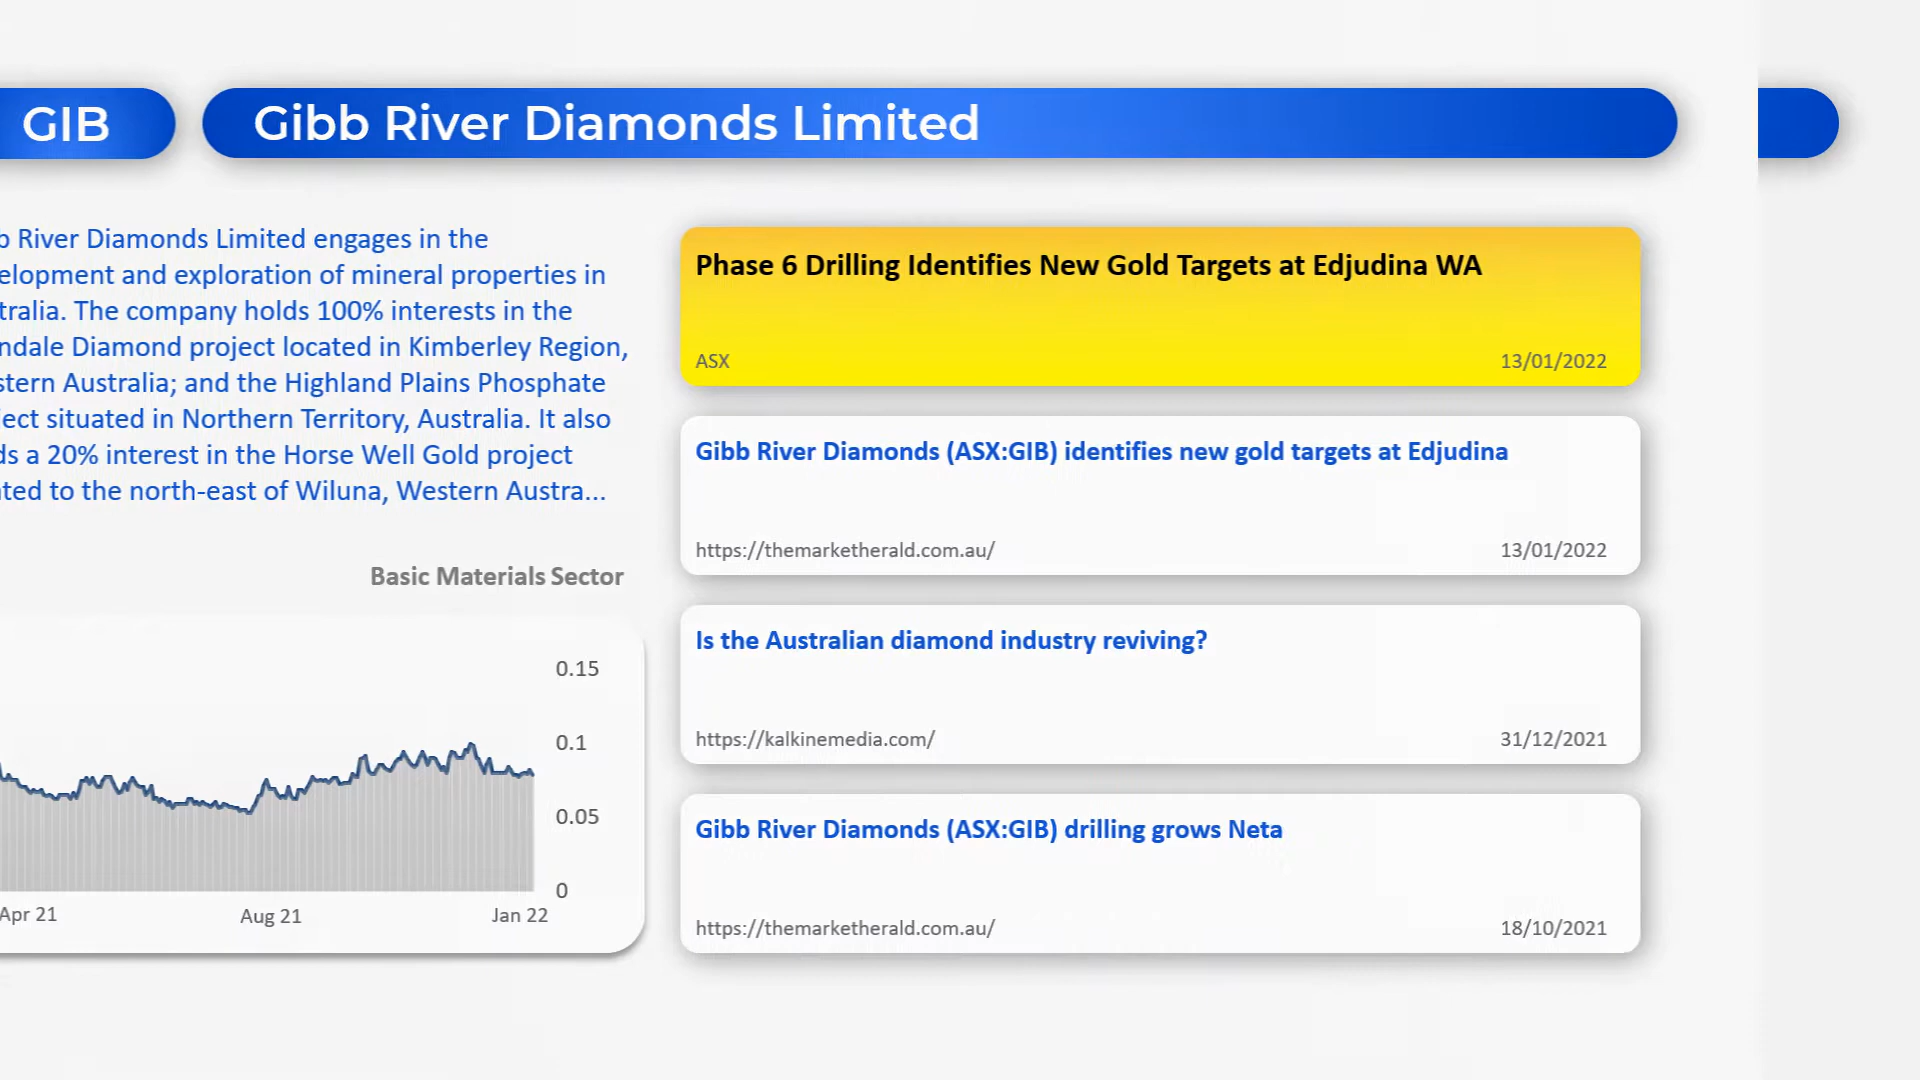 GIB
Gibb River Diamonds Limited
b River Diamonds Limited engages in the
elopment and exploration of mineral properties in
tralia. The company holds 100% interests in the
ndale Diamond project located in Kimberley Region,
stern Australia; and the Highland Plains Phosphate
ject situated in Northern Territory, Australia. It also
ds a 20% interest in the Horse Well Gold project
ated to the north-east of Wiluna, Western Austra...
Basic Materials Sector
0.15
0.1
0.05
0
Apr 21
Aug 21
Jan 22
Phase 6 Drilling Identifies New Gold Targets at Edjudina WA
ASX
13/01/2022
Gibb River Diamonds (ASX:GIB) identifies new gold targets at Edjudina
https://themarketherald.com.au/
13/01/2022
Is the Australian diamond industry reviving?
https://kalkinemedia.com/
31/12/2021
Gibb River Diamonds (ASX:GIB) drilling grows Neta
https://themarketherald.com.au/
18/10/2021